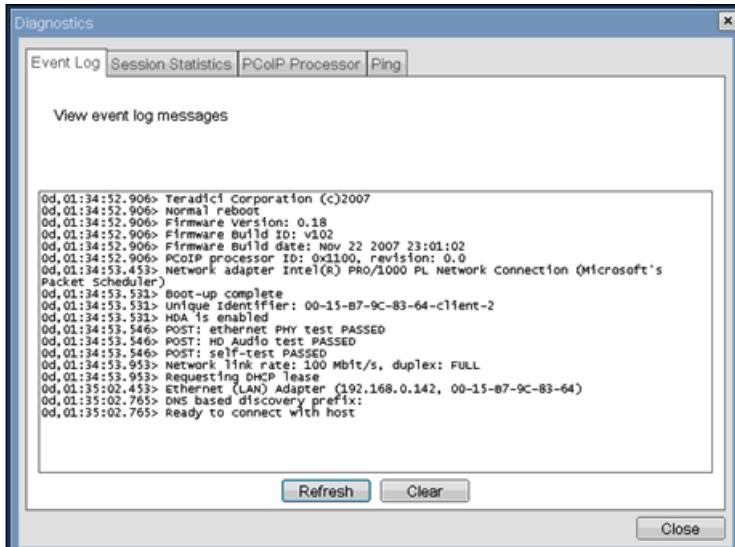 Diagnostics
Event Log Session Statistics PCoIP Processor Ping
View event log messages
0d,01:34:52.906> Teradici Corporation (c)2007
0d,01:34:52.906> Normal reboot
0d,01:34:52.906> Firmware Version: 0.18
0d,01:34:52.906> Firmware Build ID: v102
0d,01:34:52.906> Firmware Build date: Nov 22 2007 23:01:02
0d,01:34:52.906> PCoIP processor ID: 0x1100, revision: 0.0
0d,01:34:53.453> Network adapter Intel(R) PRO/1000 PL Network Connection (Microsoft's
Packet Scheduler)
0d,01:34:53.531> Boot-up complete
0d,01:34:53.531> Unique Identifier: 00-15-B7-9C-83-64-client-2
0d,01:34:53.531> HDA is enabled
0d,01:34:53.546> POST: ethernet PHY test PASSED
0d,01:34:53.546> POST: HD Audio test PASSED
0d,01:34:53.546> POST: self-test PASSED
0d,01:34:53.953> Network link rate: 100 Mbit/s, duplex: FULL
0d,01:34:53.953> Requesting DHCP lease
0d,01:35:02.453> Ethernet (LAN) Adapter (192.168.0.142, 00-15-B7-9C-83-64)
0d,01:35:02.765> DNS based discovery prefix:
0d,01:35:02.765> Ready to connect with host
Refresh Clear
Close